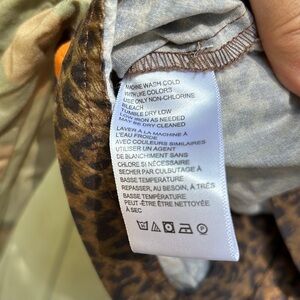 MACHINE WASH COLD
WITH LIKE COLORS
USE ONLY NON-CHLORINE
BLEACH
TUMBLE DRY LOW
LOW IRON AS NEEDED
MAY BE DRY CLEANED
LAVER À LA MACHINE À
L'EAU FROIDE
AVEC COULEURS SIMILAIRES
UTILISER UN AGENT
DE BLANCHIMENT SANS
CHLORE SI NÉCESSAIRE
SECHER PAR CULBUTAGE À
BASSE TEMPÉRATURE
REPASSER, AU BESOIN, À TRÈS
BASSE TEMPÉRATURE
PEUT -ÊTRE NETTOYÉE
À SEC